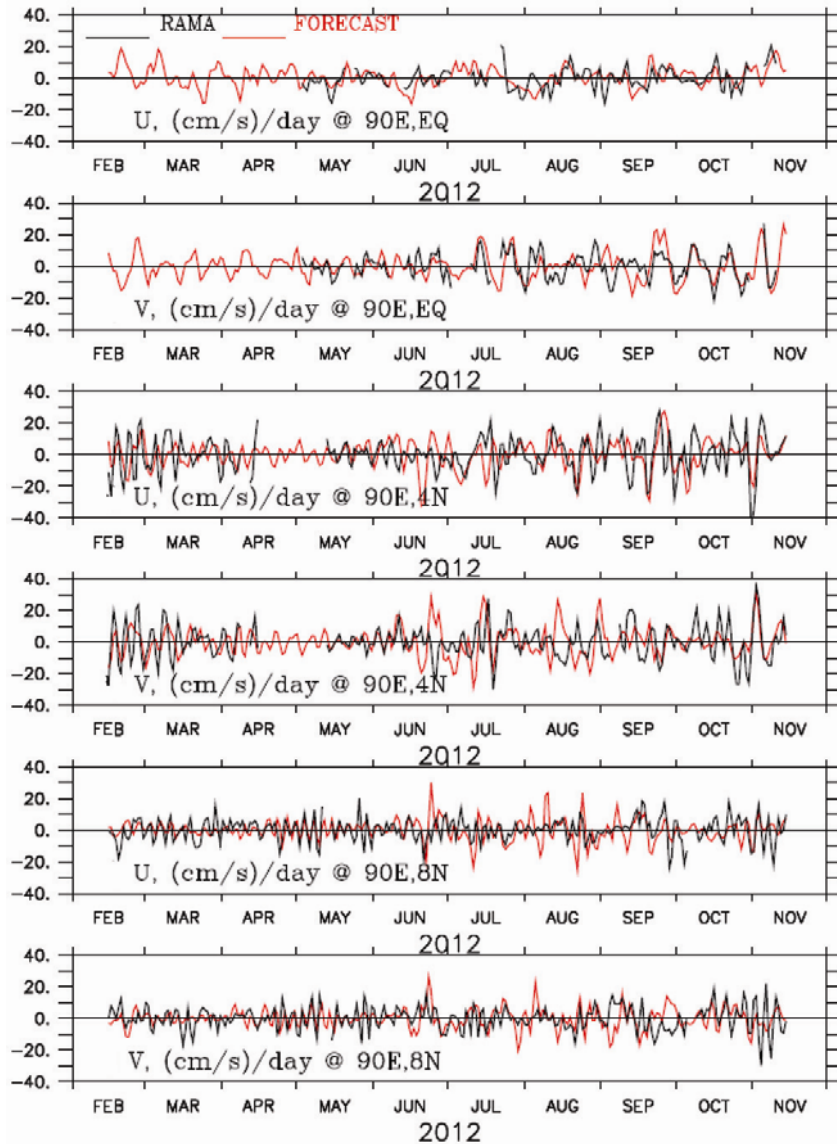 RAMA FORECAST
40.
20.
0.
-20.
-40.
U, (cm/s)/day @ 90E,EQ
FEB MAR APR MAY JUN JUL AUG SEP OCT NOV
2012
40.
20.
0.
-20.
-40.
V, (cm/s)/day @ 90E,EQ
FEB MAR APR MAY JUN JUL AUG SEP OCT NOV
2012
40.
20.
0.
-20.
-40.
U, (cm/s)/day @ 90E,4N
FEB MAR APR MAY JUN JUL AUG SEP OCT NOV
2012
40.
20.
0.
-20.
-40.
V, (cm/s)/day @ 90E,4N
FEB MAR APR MAY JUN JUL AUG SEP OCT NOV
2012
40.
20.
0.
-20.
-40.
U, (cm/s)/day @ 90E,8N
FEB MAR APR MAY JUN JUL AUG SEP OCT NOV
2012
40.
20.
0.
-20.
-40.
V, (cm/s)/day @ 90E,8N
FEB MAR APR MAY JUN JUL AUG SEP OCT NOV
2012